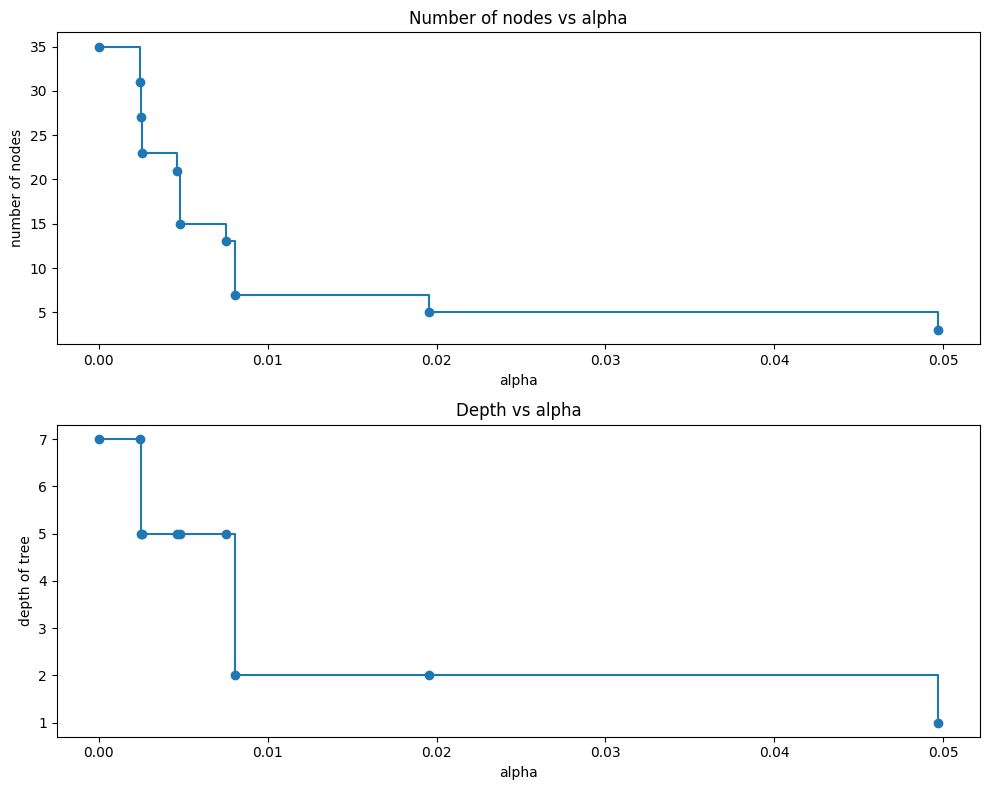 Number of nodes vs alpha
number of nodes
35
30
25
20
15
10
5
0.00 0.01 0.02 0.03 0.04 0.05
alpha
Depth vs alpha
depth of tree
7
6
5
4
3
2
1
0.00 0.01 0.02 0.03 0.04 0.05
alpha